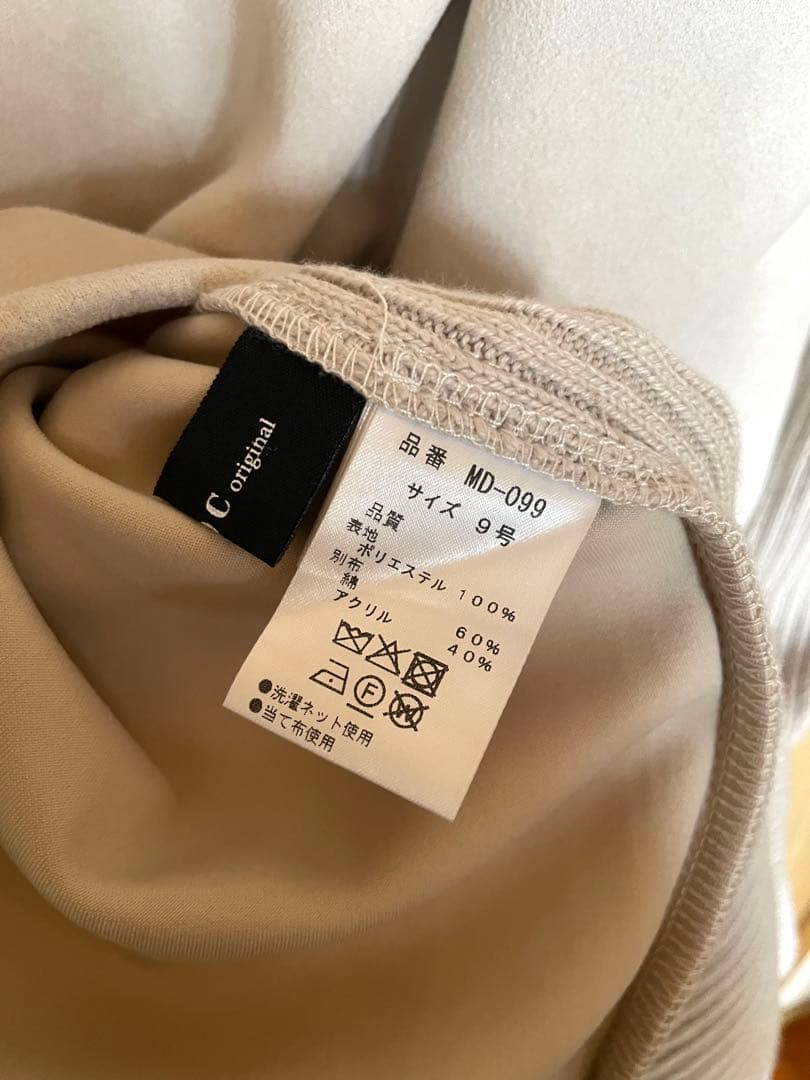 C original
品番 MD-099
サイズ 9号
品質
表地
ポリエステル 100%
別布
綿 60%
アクリル 40%
F
W
●洗濯ネット使用
●当て布使用